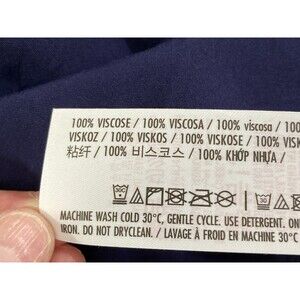 100% VISCOSE / 100% VISCOSA / 100% viscosa / 100%
VISKOZ / 100% VISKOS / 100% VISKOSE / 100% VIS
粘纤 / 100% 비스코스 / 100% KHỚP NHỰA /
MACHINE WASH COLD 30°C, GENTLE CYCLE. USE DETERGENT. ON
IRON. DO NOT DRYCLEAN. / LAVAGE À FROID EN MACHINE 30°C